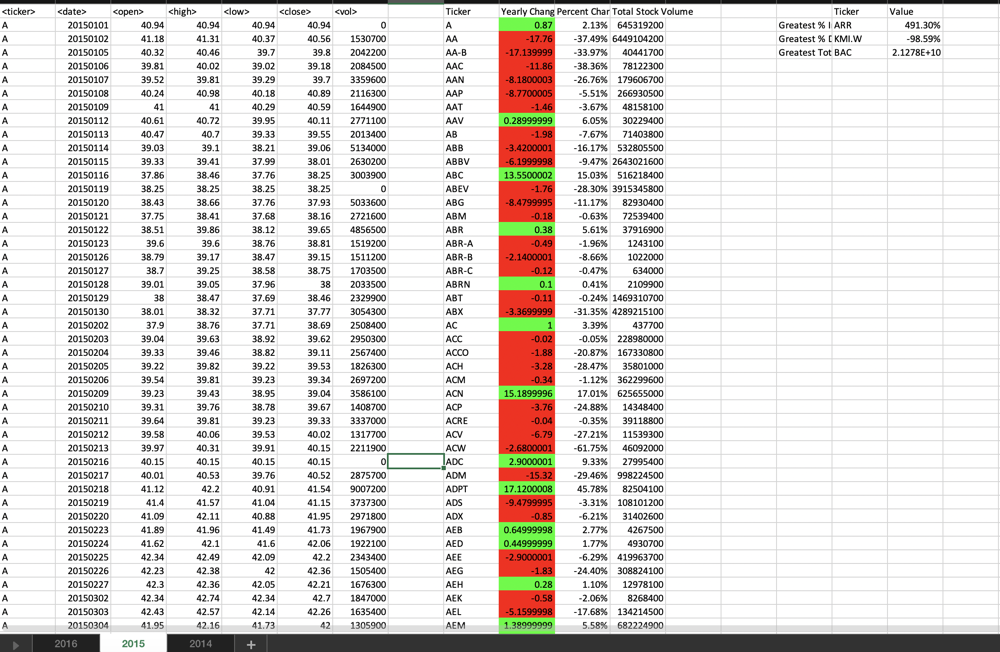 <ticker> <date> <open> <high> <low> <close> <vol> Ticker Yearly Chang Percent Char Total Stock Volume Ticker Value
A 20150101 40.94 40.94 40.94 40.94 0 A 0.87 2.13% 645319200 Greatest % I ARR 491.30%
A 20150102 41.18 41.31 40.37 40.56 1530700 AA -17.76 -37.49% 6449104200 Greatest % D KMI.W -98.59%
A 20150105 40.32 40.46 39.7 39.8 2042200 AA-B -17.139999 -33.97% 40441700 Greatest Tot BAC 2.1278E+10
A 20150106 39.81 40.02 39.02 39.18 2084500 AAC -11.86 -38.36% 78122300
A 20150107 39.52 39.81 39.29 39.7 3359600 AAN -8.1800003 -26.76% 179606700
A 20150108 40.24 40.98 40.18 40.89 2116300 AAP -8.7700005 -5.51% 266930500
A 20150109 41 41 40.29 40.59 1644900 AAT -1.46 -3.67% 48158100
A 20150112 40.61 40.72 39.95 40.11 2771100 AAV 0.28999999 6.05% 30229400
A 20150113 40.47 40.7 39.33 39.55 2013400 AB -1.98 -7.67% 71403800
A 20150114 39.03 39.1 38.21 39.06 5134000 ABB -3.4200001 -16.17% 532805500
A 20150115 39.33 39.41 37.99 38.01 2630200 ABBV -6.1999998 -9.47% 2643021600
A 20150116 37.86 38.46 37.76 38.25 3003900 ABC 13.5500002 15.03% 516218400
A 20150119 38.25 38.25 38.25 38.25 0 ABEV -1.76 -28.30% 3915345800
A 20150120 38.43 38.66 37.76 37.93 5033600 ABG -8.4799995 -11.17% 82930400
A 20150121 37.75 38.41 37.68 38.16 2721600 ABM -0.18 -0.63% 72539400
A 20150122 38.51 39.86 38.12 39.65 4856500 ABR 0.38 5.61% 37916900
A 20150123 39.6 39.6 38.76 38.81 1519200 ABR-A -0.49 -1.96% 1243100
A 20150126 38.79 39.17 38.47 39.15 1511200 ABR-B -2.1400001 -8.66% 1022000
A 20150127 38.7 39.25 38.58 38.75 1703500 ABR-C -0.12 -0.47% 634000
A 20150128 39.01 39.05 37.96 38 2033500 ABRN 0.1 0.41% 2109900
A 20150129 38 38.47 37.69 38.46 2329900 ABT -0.11 -0.24% 1469310700
A 20150130 38.01 38.32 37.71 37.77 3054300 ABX -3.3699999 -31.35% 4289215100
A 20150202 37.9 38.76 37.71 38.69 2508400 AC 1 3.39% 437700
A 20150203 39.04 39.63 38.92 39.62 2950300 ACC -0.02 -0.05% 228980000
A 20150204 39.33 39.46 38.82 39.11 2567400 ACCO -1.88 -20.87% 167330800
A 20150205 39.22 39.82 39.23 39.53 1826300 ACH -3.28 -28.47% 35801000
A 20150206 39.54 39.81 39.23 39.34 2697200 ACM -0.34 -1.12% 362299600
A 20150209 39.23 39.43 38.95 39.04 3586100 ACN 15.1899996 17.01% 625655000
A 20150210 39.31 39.76 38.78 39.67 1408700 ACP -3.76 -24.88% 14348400
A 20150211 39.64 39.81 39.23 39.33 3337000 ACRE -0.04 -0.35% 39118800
A 20150212 39.58 40.06 39.53 40.02 1317700 ACV -6.79 -27.21% 11539300
A 20150213 39.97 40.31 39.91 40.15 2211900 ACW -2.6800001 -61.75% 46092000
A 20150216 40.15 40.15 40.15 40.15 0 ADC 2.9000001 9.33% 27995400
A 20150217 40.01 40.53 39.76 40.52 2875700 ADM -15.32 -29.46% 998224500
A 20150218 41.12 42.2 40.91 41.54 9007200 ADPT 17.1200008 45.78% 82504100
A 20150219 41.4 41.57 41.04 41.15 3737300 ADS -9.4799995 -3.31% 108101200
A 20150220 41.09 42.11 40.88 41.95 2971800 ADX -0.85 -6.21% 31402600
A 20150223 41.89 41.96 41.49 41.73 1967900 AEB 0.64999998 2.77% 4267500
A 20150224 41.62 42.1 41.6 42.06 1922100 AED 0.44999999 1.77% 4930700
A 20150225 42.34 42.49 42.09 42.2 2343400 AEE -2.9000001 -6.29% 419963700
A 20150226 42.23 42.38 42 42.36 1505400 AEG -1.83 -24.40% 308824100
A 20150227 42.3 42.36 42.05 42.21 1676300 AEH 0.28 1.10% 12978100
A 20150302 42.34 42.74 42.34 42.7 1847000 AEK -0.58 -2.06% 8268400
A 20150303 42.43 42.57 42.14 42.26 1635400 AEL -5.1599998 -17.68% 134214500
A 20150304 41.95 42.16 41.73 42 1305900 AEM 1.38999999 5.58% 682224900
2016 2015 2014 +